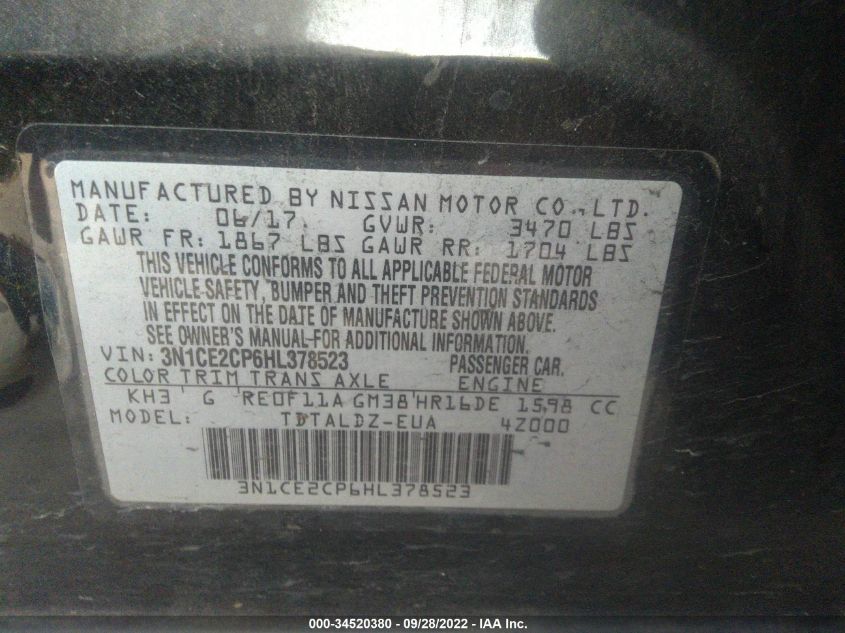 MANUFACTURED BY NISSAN MOTOR CO.,LTD.
DATE: 06/17 GVWR: 3470 LBS
GAWR FR: 1867 LBS GAWR RR: 1704 LBS
THIS VEHICLE CONFORMS TO ALL APPLICABLE FEDERAL MOTOR
VEHICLE-SAFETY, BUMPER AND THEFT PREVENTION STANDARDS
IN EFFECT ON THE DATE OF MANUFACTURE SHOWN ABOVE.
SEE OWNER'S MANUAL-FOR ADDITIONAL INFORMATION.
VIN: 3N1CE2CP6HL378523 PASSENGER CAR.
COLOR TRIM TRANS AXLE ENGINE
KH3 G RE0F11A GM38 HR16DE 1598 CC
MODEL: TDTALDZ-EUA 4Z000
3N1CE2CP6HL378523
000-34520380 - 09/28/2022 - IAA Inc.